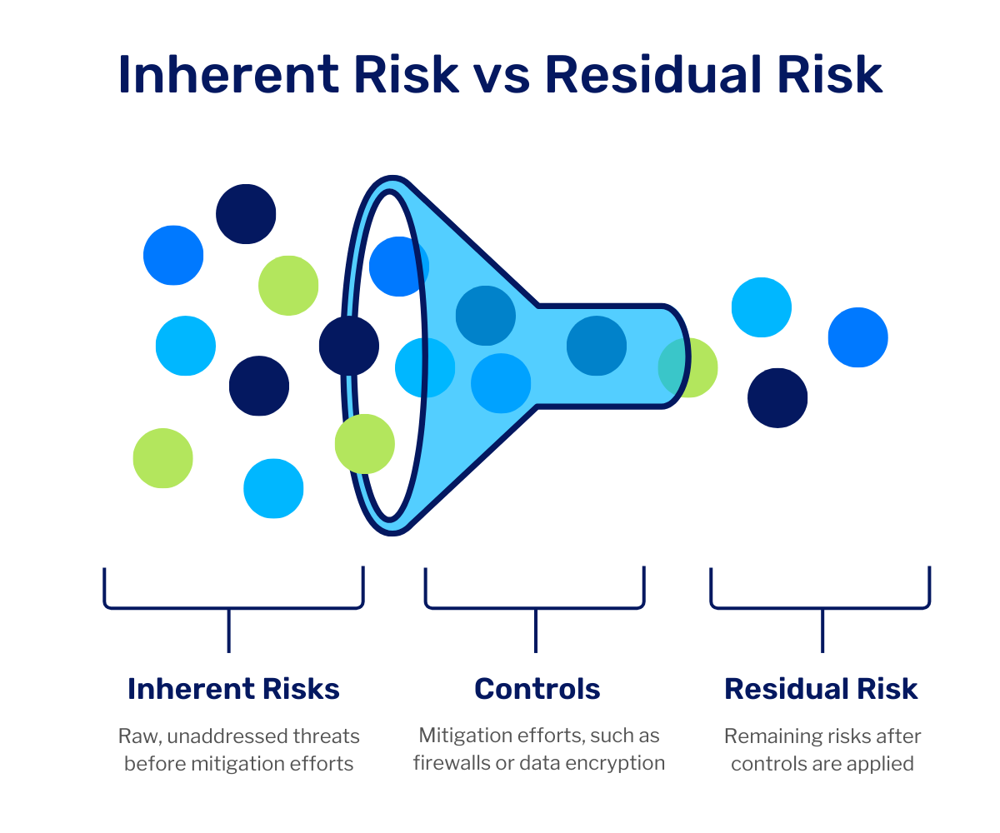 Inherent Risk vs Residual Risk
Inherent Risks
Raw, unaddressed threats
before mitigation efforts
Controls
Mitigation efforts, such as
firewalls or data encryption
Residual Risk
Remaining risks after
controls are applied